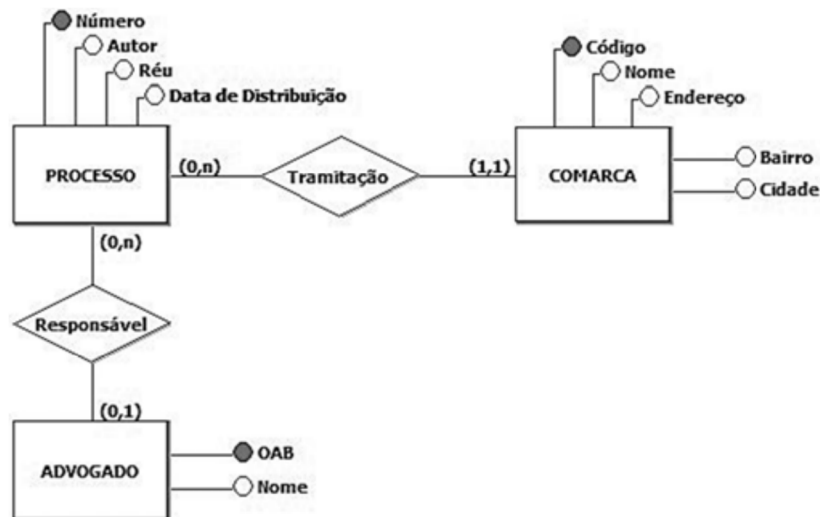 Número
Autor
Réu
Data de Distribuição
Código
Nome
Endereço
PROCESSO
(0,n)
Tramitação
(1,1)
COMARCA
Bairro
Cidade
(0,n)
Responsável
(0,1)
ADVOGADO
OAB
Nome